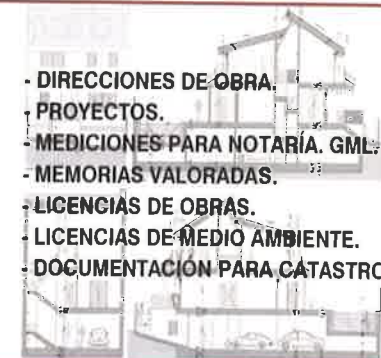 - DIRECCIONES DE OBRA.
- PROYECTOS.
- MEDICIONES PARA NOTARÍA. GML.
- MEMORIAS VALORADAS.
- LICENCIAS DE OBRAS.
- LICENCIAS DE MEDIO AMBIENTE.
- DOCUMENTACIÓN PARA CATASTRO